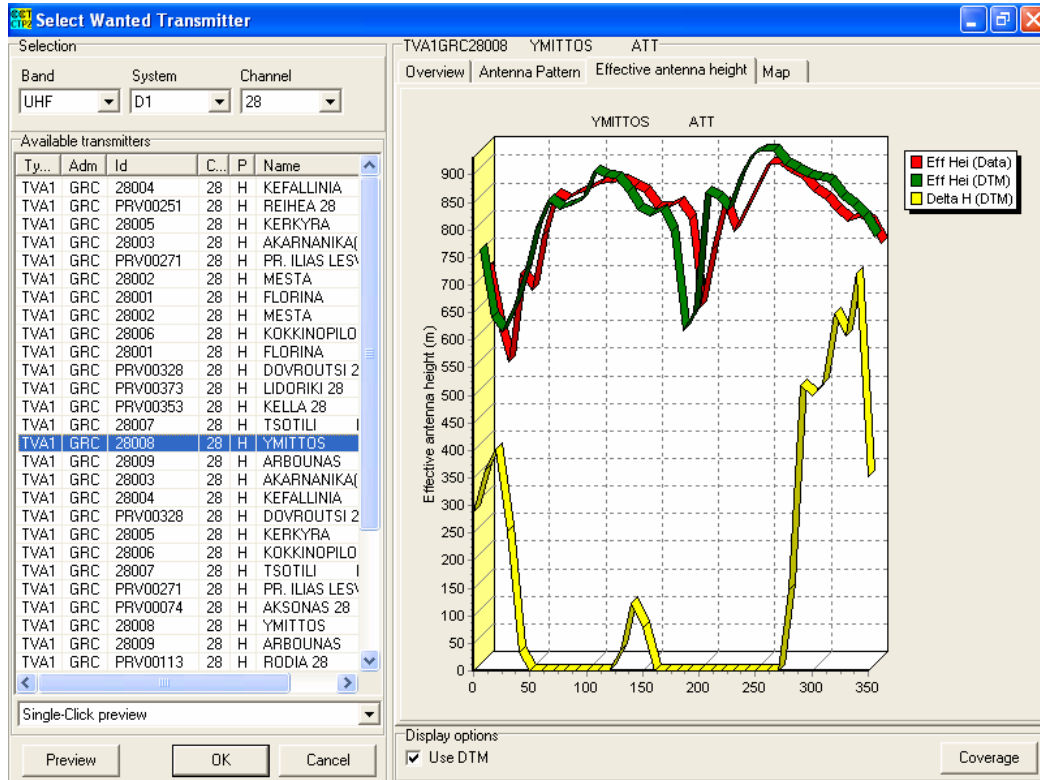 Select Wanted Transmitter
Selection
Band System Channel
UHF D1 28
Available transmitters
Ty... Adm Id C... P Name
TVA1 GRC 28004 28 H KEFALLINIA
TVA1 GRC PRV00251 28 H REIHEA 28
TVA1 GRC 28005 28 H KERKYRA
TVA1 GRC 28003 28 H AKARNANIKA(
TVA1 GRC PRV00271 28 H PR. ILIAS LESV
TVA1 GRC 28002 28 H MESTA
TVA1 GRC 28001 28 H FLORINA
TVA1 GRC 28002 28 H MESTA
TVA1 GRC 28006 28 H KOKKINOPILO
TVA1 GRC 28001 28 H FLORINA
TVA1 GRC PRV00328 28 H DOVROUTSI 2
TVA1 GRC PRV00373 28 H LIDORIKI 28
TVA1 GRC PRV00353 28 H KELLA 28
TVA1 GRC 28007 28 H TSOTILI
TVA1 GRC 28008 28 H YMITTOS
TVA1 GRC 28009 28 H ARBOUNAS
TVA1 GRC 28003 28 H AKARNANIKA(
TVA1 GRC 28004 28 H KEFALLINIA
TVA1 GRC PRV00328 28 H DOVROUTSI 2
TVA1 GRC 28005 28 H KERKYRA
TVA1 GRC 28006 28 H KOKKINOPILO
TVA1 GRC 28007 28 H TSOTILI
TVA1 GRC PRV00271 28 H PR. ILIAS LESV
TVA1 GRC PRV00074 28 H AKSONAS 28
TVA1 GRC 28008 28 H YMITTOS
TVA1 GRC 28009 28 H ARBOUNAS
TVA1 GRC PRV00113 28 H RODIA 28
Single-Click preview
Preview OK Cancel
TVA1GRC28008 YMITTOS ATT
Overview Antenna Pattern Effective antenna height Map
YMITTOS ATT
Eff Hei (Data)
Eff Hei (DTM)
Delta H (DTM)
Effective antenna height (m)
900
850
800
750
700
650
600
550
500
450
400
350
300
250
200
150
100
50
0
0 50 100 150 200 250 300 350
Display options
Use DTM
Coverage